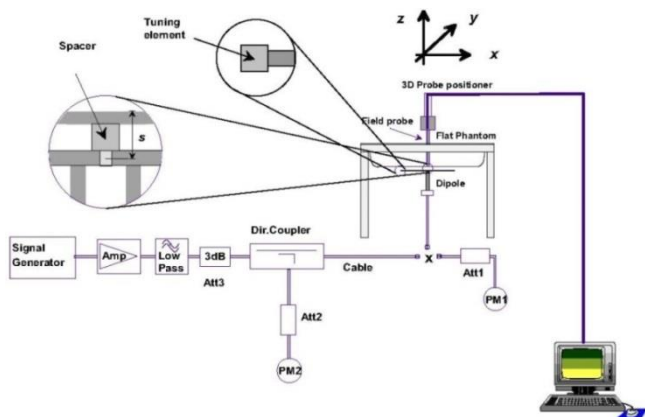 Tuning
element
Spacer
s
z
y
x
3D Probe positioner
Field probe
Flat Phantom
Dipole
Signal
Generator
Amp
Low
Pass
3dB
Att3
Dir.Coupler
Cable
x
Att1
PM1
Att2
PM2